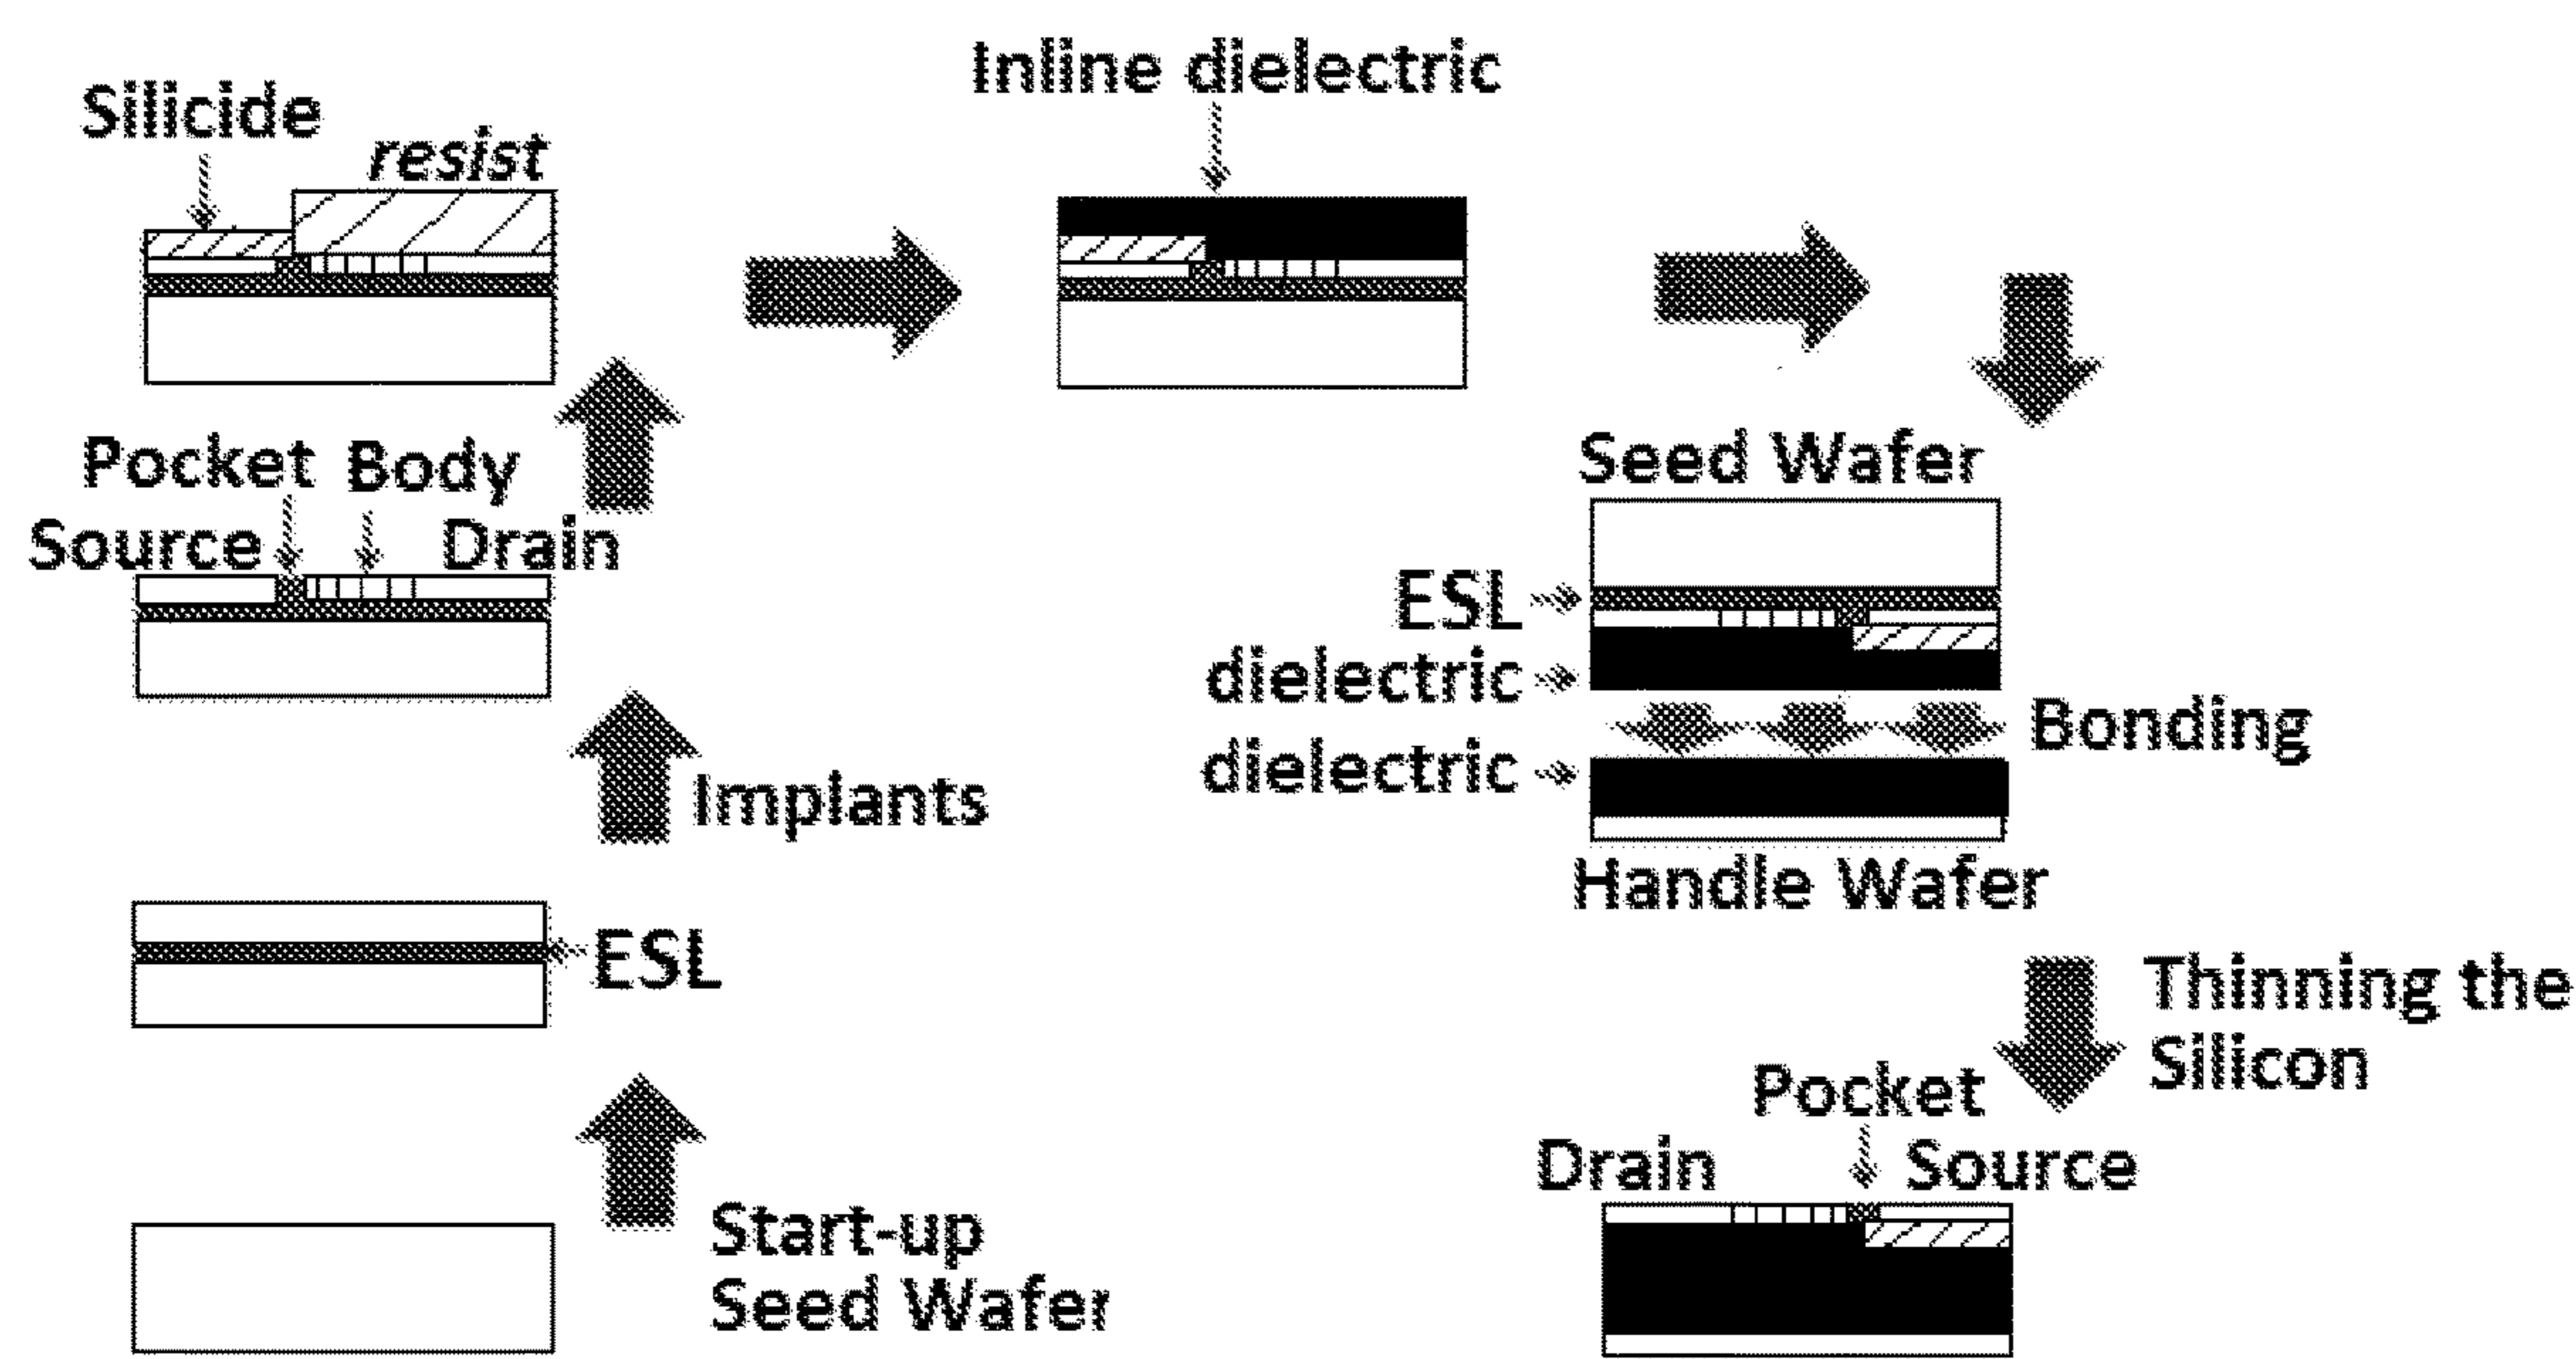 Silicide
resist
Inline dielectric
Pocket Body
Source Drain
Implants
ESL
Start-up
Seed Wafer
Seed Wafer
ESL
dielectric
dielectric
Bonding
Handle Wafer
Thinning the
Silicon
Pocket
Drain Source